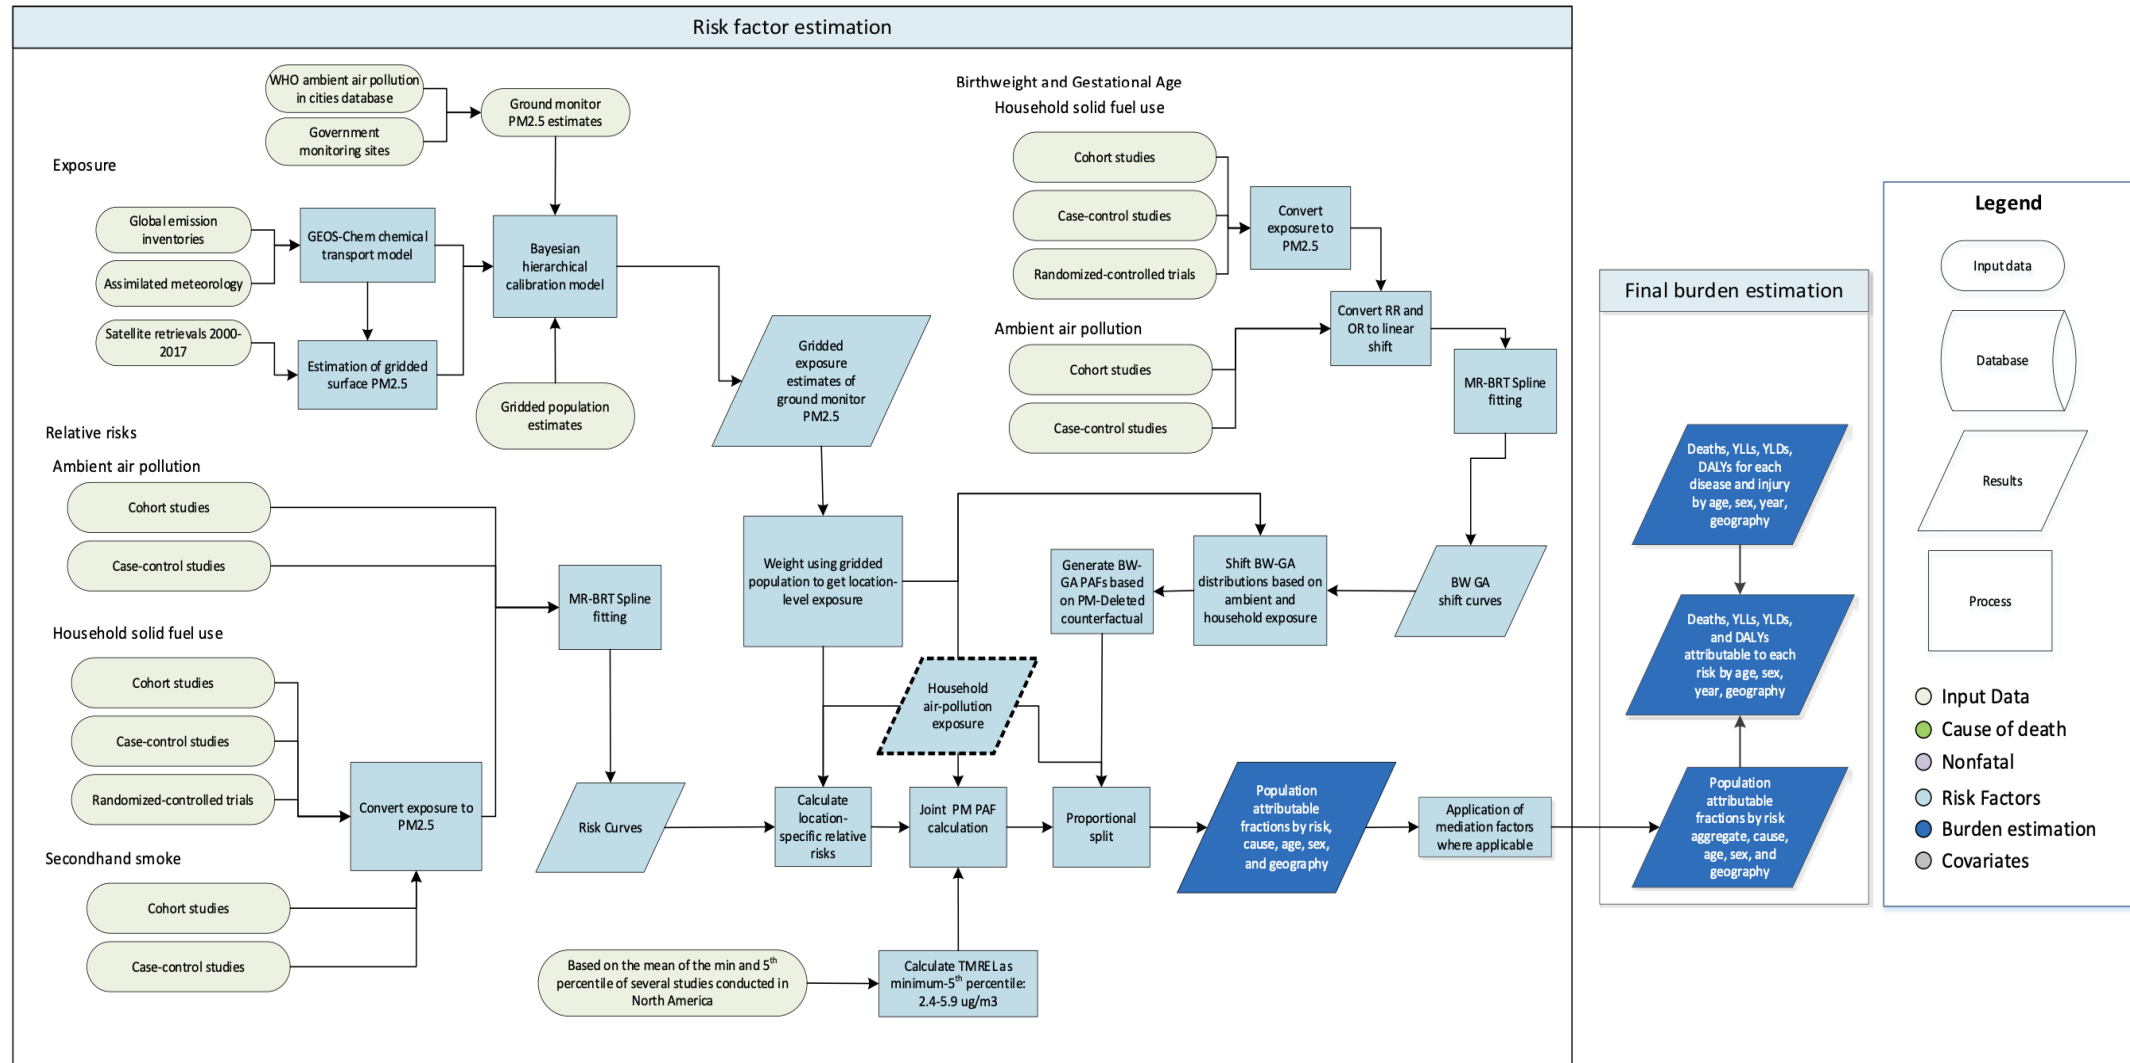 Risk factor estimation
WHO ambient air pollution
in cities database
Government
monitoring sites
Ground monitor
PM2.5 estimates
Exposure
Global emission
inventories
Assimilated meteorology
Satellite retrievals 2000-
2017
GEOS-Chem chemical
transport model
Estimation of gridded
surface PM2.5
Bayesian
hierarchical
calibration model
Gridded population
estimates
Gridded
exposure
estimates of
ground monitor
PM2.5
Birthweight and Gestational Age
Household solid fuel use
Cohort studies
Case-control studies
Randomized-controlled trials
Convert
exposure to
PM2.5
Ambient air pollution
Cohort studies
Case-control studies
Convert RR and
OR to linear
shift
MR-BRT Spline
fitting
Relative risks
Ambient air pollution
Cohort studies
Case-control studies
Household solid fuel use
Cohort studies
Case-control studies
Randomized-controlled trials
Secondhand smoke
Cohort studies
Case-control studies
Convert exposure to
PM2.5
MR-BRT Spline
fitting
Risk Curves
Weight using gridded
population to get location-
level exposure
Generate BW-
GA PAFs based
on PM-Deleted
counterfactual
Shift BW-GA
distributions based on
ambient and
household exposure
BW GA
shift curves
Household
air-pollution
exposure
Calculate
location-
specific relative
risks
Joint PM PAF
calculation
Proportional
split
Population
attributable
fractions by risk,
cause, age, sex,
and geography
Application of
mediation factors
where applicable
Based on the mean of the min and 5th
percentile of several studies conducted in
North America
Calculate TMREL as
minimum-5th percentile:
2.4-5.9 ug/m3
Final burden estimation
Deaths, YLLs, YLDs,
DALYs for each
disease and injury
by age, sex, year,
geography
Deaths, YLLs, YLDs,
and DALYs
attributable to each
risk by age, sex,
year, geography
Population
attributable
fractions by risk
aggregate, cause,
age, sex, and
geography
Legend
Input data
Database
Results
Process
Input Data
Cause of death
Nonfatal
Risk Factors
Burden estimation
Covariates